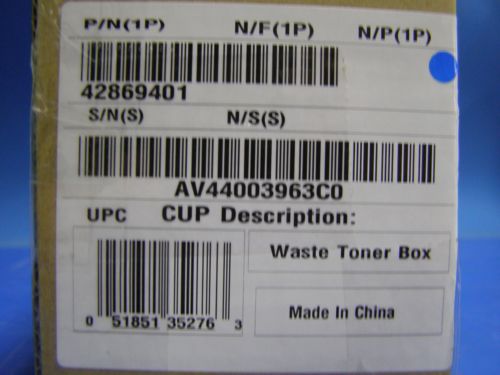 P/N(1P) N/F(1P) N/P(1P)
42869401
S/N(S) N/S(S)
AV44003963C0
UPC CUP Description:
Waste Toner Box
Made In China
0 51851 35276 3